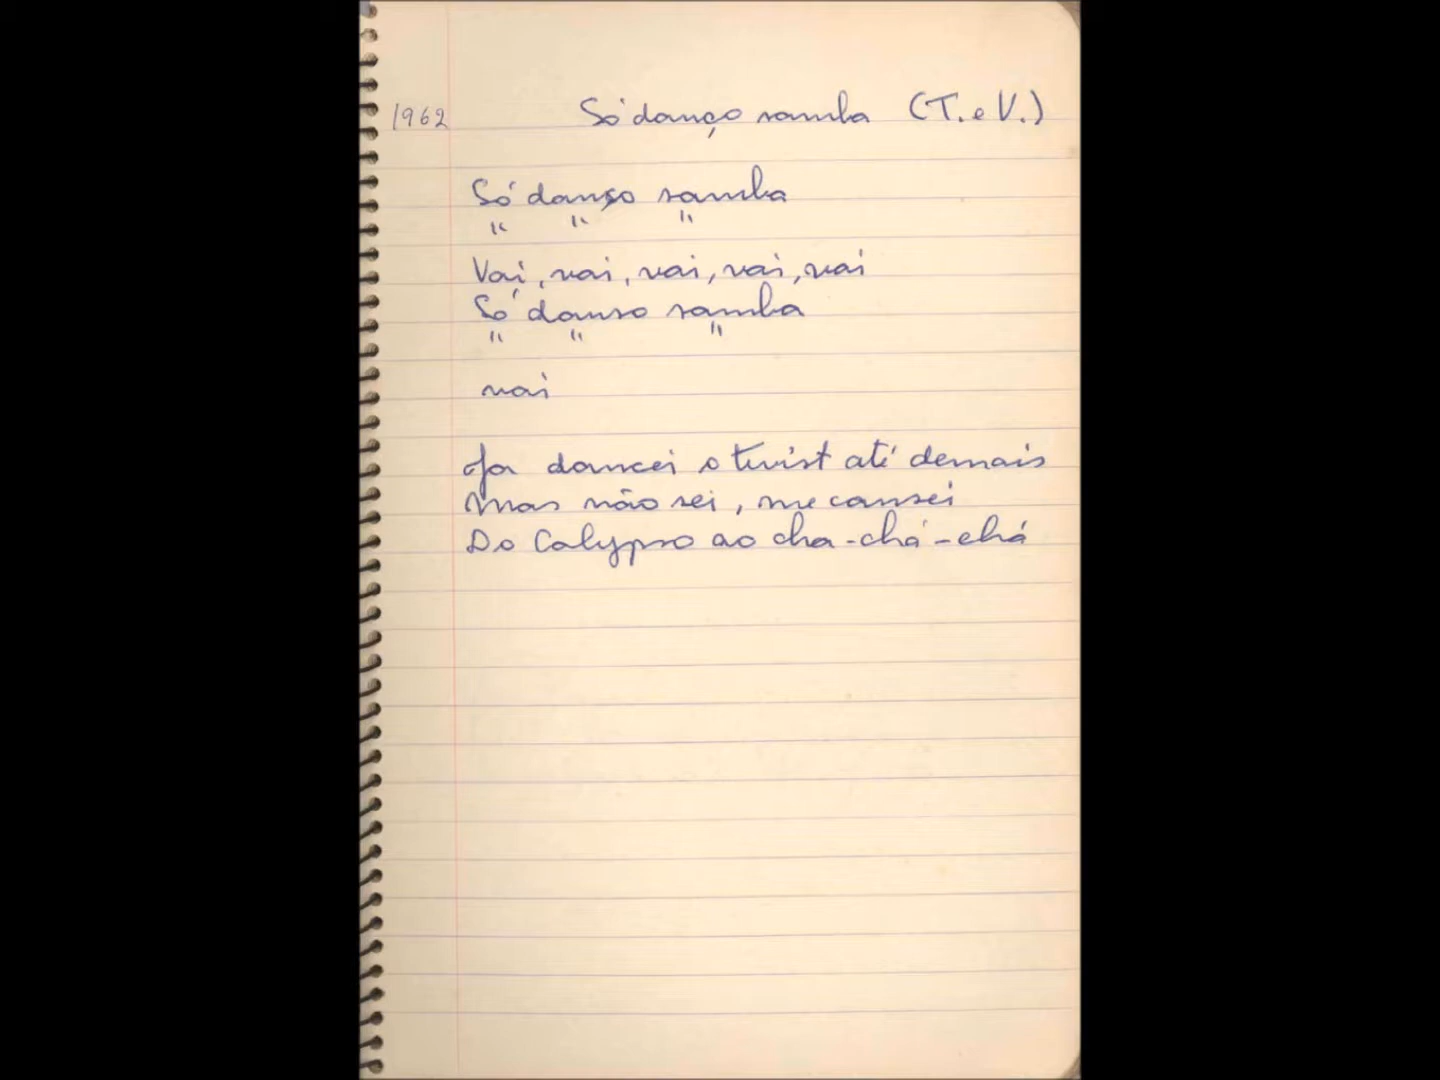 1962 Só danço samba (T. e V.)
Só danço samba
" " "
Vai, vai, vai, vai, vai
Só danso samba
" " "
vai
Ja dancei o twist até demais
Mas não sei, me cansei
Do Calypso ao cha-chá-chá